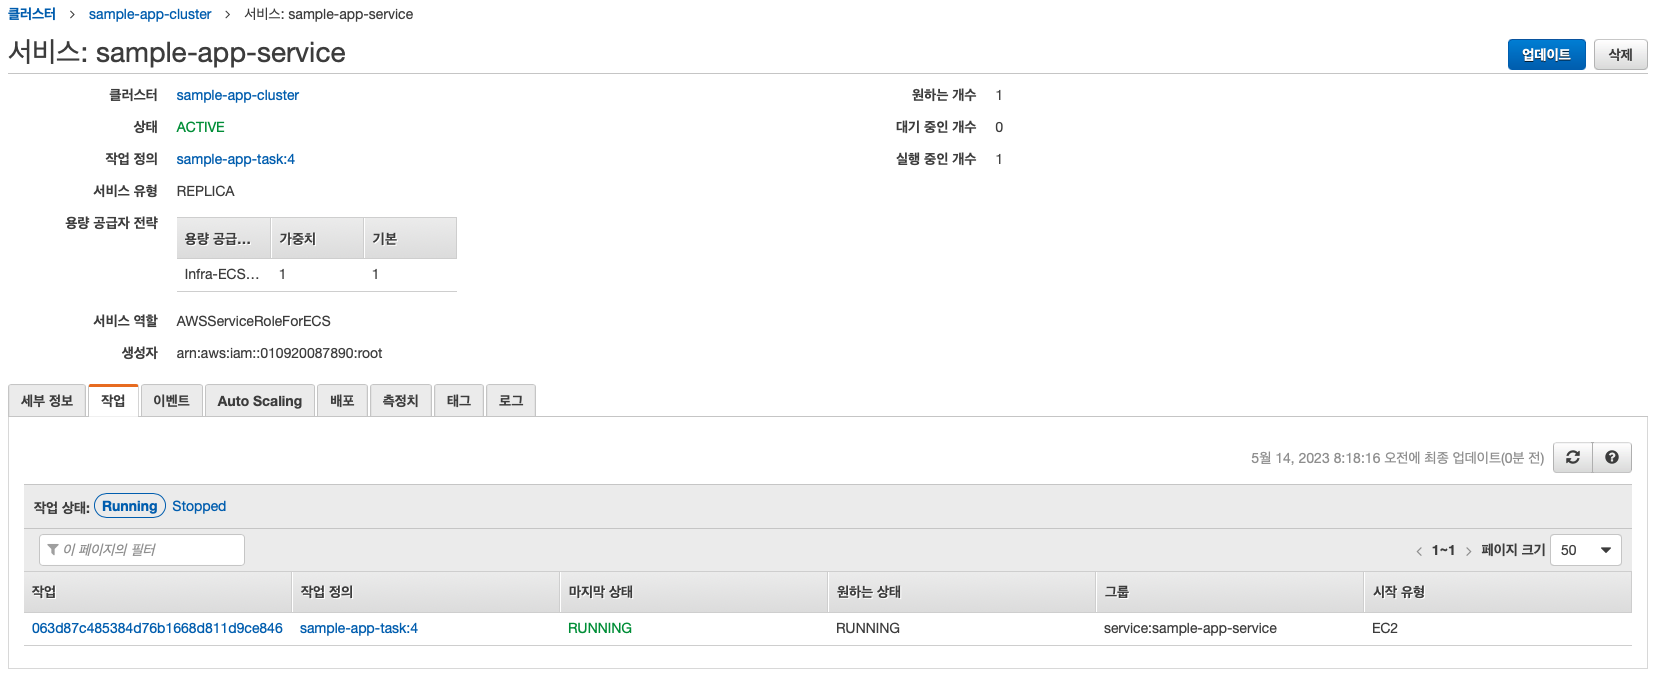 클러스터 > sample-app-cluster > 서비스: sample-app-service
서비스: sample-app-service
업데이트 삭제
클러스터 sample-app-cluster 원하는 개수 1
상태 ACTIVE 대기 중인 개수 0
작업 정의 sample-app-task:4 실행 중인 개수 1
서비스 유형 REPLICA
용량 공급자 전략
용량 공급... 가중치 기본
Infra-ECS... 1 1
서비스 역할 AWSServiceRoleForECS
생성자 arn:aws:iam::010920087890:root
세부 정보 작업 이벤트 Auto Scaling 배포 측정치 태그 로그
5월 14, 2023 8:18:16 오전에 최종 업데이트(0분 전)
작업 상태: Running Stopped
이 페이지의 필터 < 1~1 > 페이지 크기 50
작업 작업 정의 마지막 상태 원하는 상태 그룹 시작 유형
063d87c485384d76b1668d811d9ce846 sample-app-task:4 RUNNING RUNNING service:sample-app-service EC2